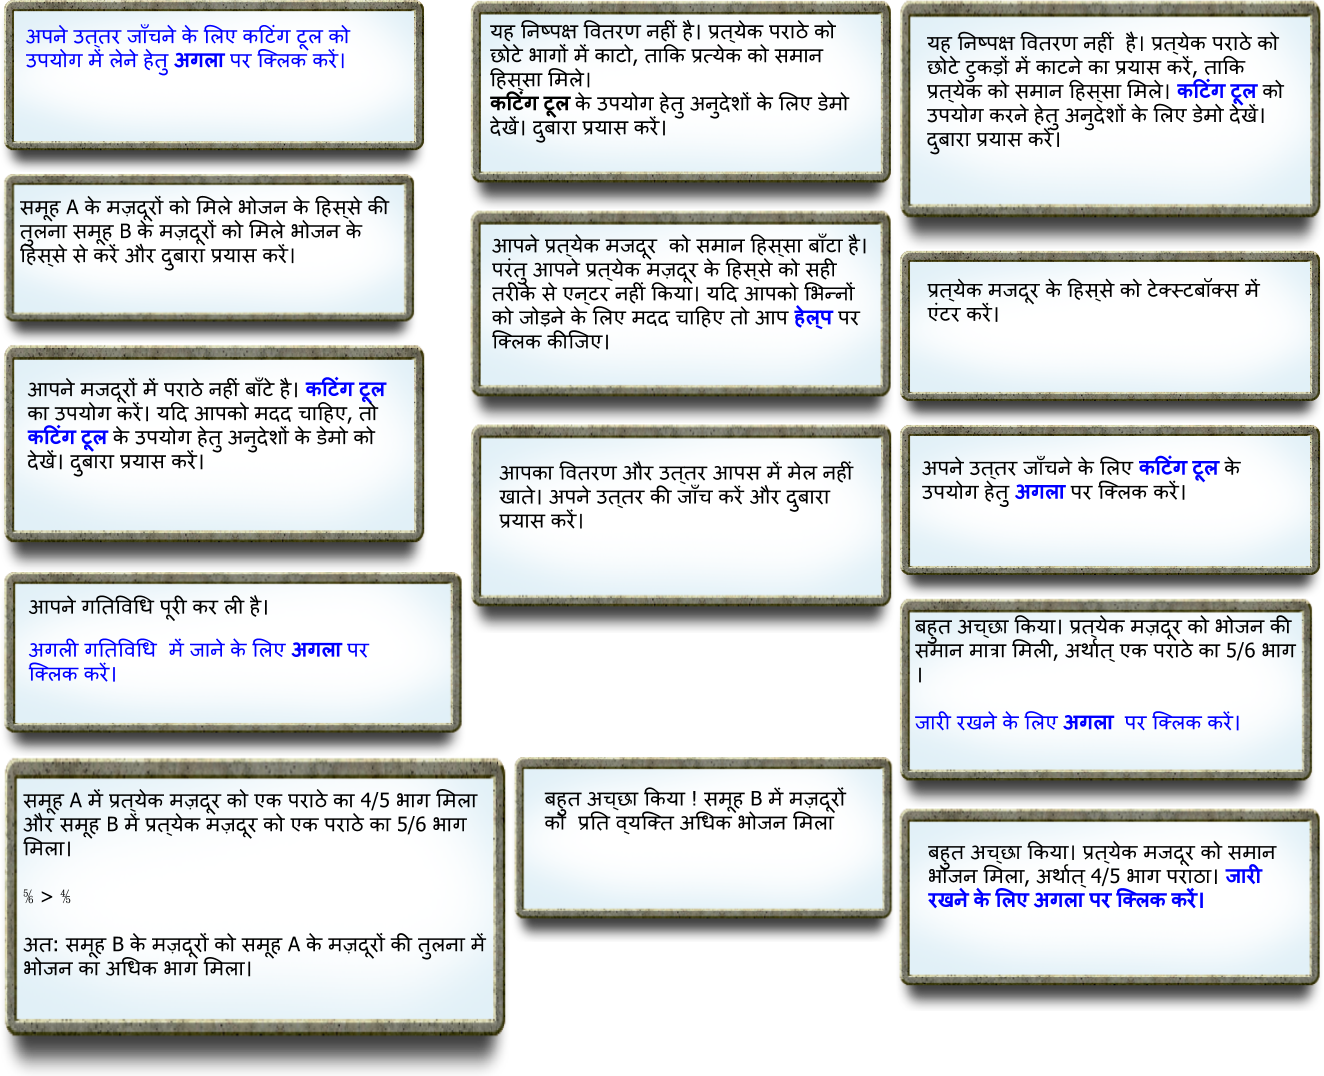 अपने उत्तर जाँचने के लिए कटिंग टूल को
उपयोग में लेने हेतु अगला पर क्लिक करें।
समूह A के मज़दूरों को मिले भोजन के हिस्से की
तुलना समूह B के मज़दूरों को मिले भोजन के
हिस्से से करें और दुबारा प्रयास करें।
आपने मजदूरों में पराठे नहीं बाँटे है। कटिंग टूल
का उपयोग करें। यदि आपको मदद चाहिए, तो
कटिंग टूल के उपयोग हेतु अनुदेशों के डेमो को
देखें। दुबारा प्रयास करें।
आपने गतिविधि पूरी कर ली है।
अगली गतिविधि में जाने के लिए अगला पर
क्लिक करें।
समूह A में प्रत्येक मज़दूर को एक पराठे का 4/5 भाग मिला
और समूह B में प्रत्येक मज़दूर को एक पराठे का 5/6 भाग
मिला।
⅚ > ⅘
अत: समूह B के मज़दूरों को समूह A के मज़दूरों की तुलना में
भोजन का अधिक भाग मिला।
यह निष्पक्ष वितरण नहीं है। प्रत्येक पराठे को
छोटे भागों में काटो, ताकि प्रत्येक को समान
हिस्सा मिले।
कटिंग टूल के उपयोग हेतु अनुदेशों के लिए डेमो
देखें। दुबारा प्रयास करें।
आपने प्रत्येक मजदूर को समान हिस्सा बाँटा है।
परंतु आपने प्रत्येक मज़दूर के हिस्से को सही
तरीके से एन्टर नहीं किया। यदि आपको भिन्नों
को जोड़ने के लिए मदद चाहिए तो आप हेल्प पर
क्लिक कीजिए।
आपका वितरण और उत्तर आपस में मेल नहीं
खाते। अपने उत्तर की जाँच करें और दुबारा
प्रयास करें।
बहुत अच्छा किया ! समूह B में मज़दूरों
को प्रति व्यक्ति अधिक भोजन मिला
यह निष्पक्ष वितरण नहीं है। प्रत्येक पराठे को
छोटे टुकड़ों में काटने का प्रयास करें, ताकि
प्रत्येक को समान हिस्सा मिले। कटिंग टूल को
उपयोग करने हेतु अनुदेशों के लिए डेमो देखें।
दुबारा प्रयास करें।
प्रत्येक मजदूर के हिस्से को टेक्स्टबॉक्स में
एंटर करें।
अपने उत्तर जाँचने के लिए कटिंग टूल के
उपयोग हेतु अगला पर क्लिक करें।
बहुत अच्छा किया। प्रत्येक मज़दूर को भोजन की
समान मात्रा मिली, अर्थात् एक पराठे का 5/6 भाग
।
जारी रखने के लिए अगला पर क्लिक करें।
बहुत अच्छा किया। प्रत्येक मजदूर को समान
भोजन मिला, अर्थात् 4/5 भाग पराठा। जारी
रखने के लिए अगला पर क्लिक करें।